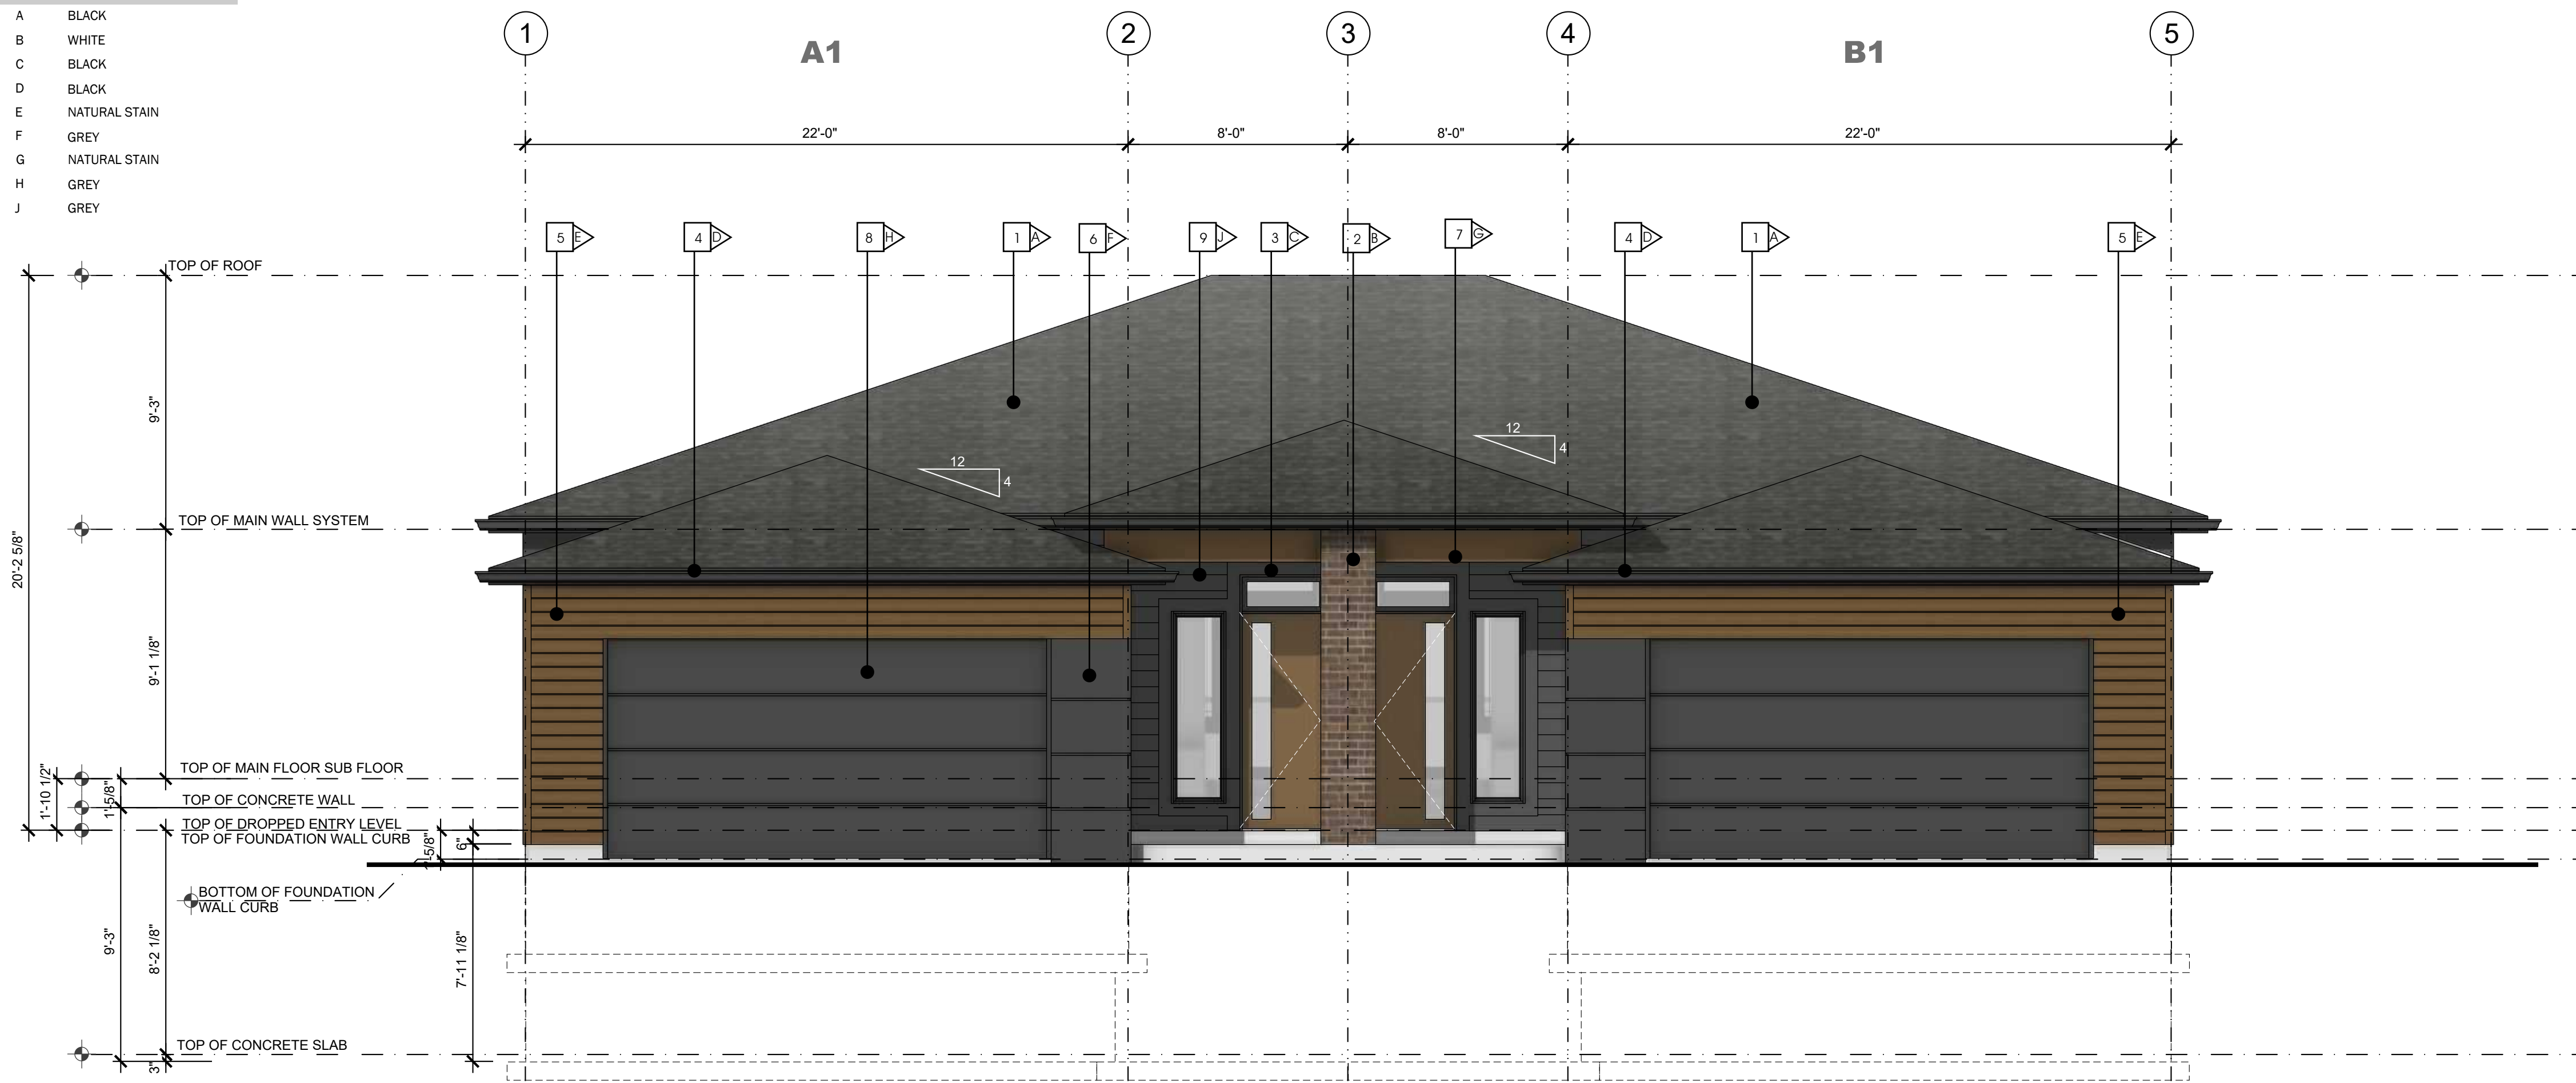 A BLACK
B WHITE
C BLACK
D BLACK
E NATURAL STAIN
F GREY
G NATURAL STAIN
H GREY
J GREY
1 2 3 4 5
A1 B1
22'-0" 8'-0" 8'-0" 22'-0"
5 E 4 D 8 H 1 A 6 F 9 J 3 C 2 B 7 G 4 D 1 A 5 E
TOP OF ROOF
9'-3"
20'-2 5/8"
12
4
12
4
TOP OF MAIN WALL SYSTEM
9'-1 1/8"
TOP OF MAIN FLOOR SUB FLOOR
1'-10 1/2"
1'-5/8"
TOP OF CONCRETE WALL
TOP OF DROPPED ENTRY LEVEL
TOP OF FOUNDATION WALL CURB
6"
BOTTOM OF FOUNDATION
WALL CURB
9'-3"
8'-2 1/8"
7'-11 1/8"
TOP OF CONCRETE SLAB
3"